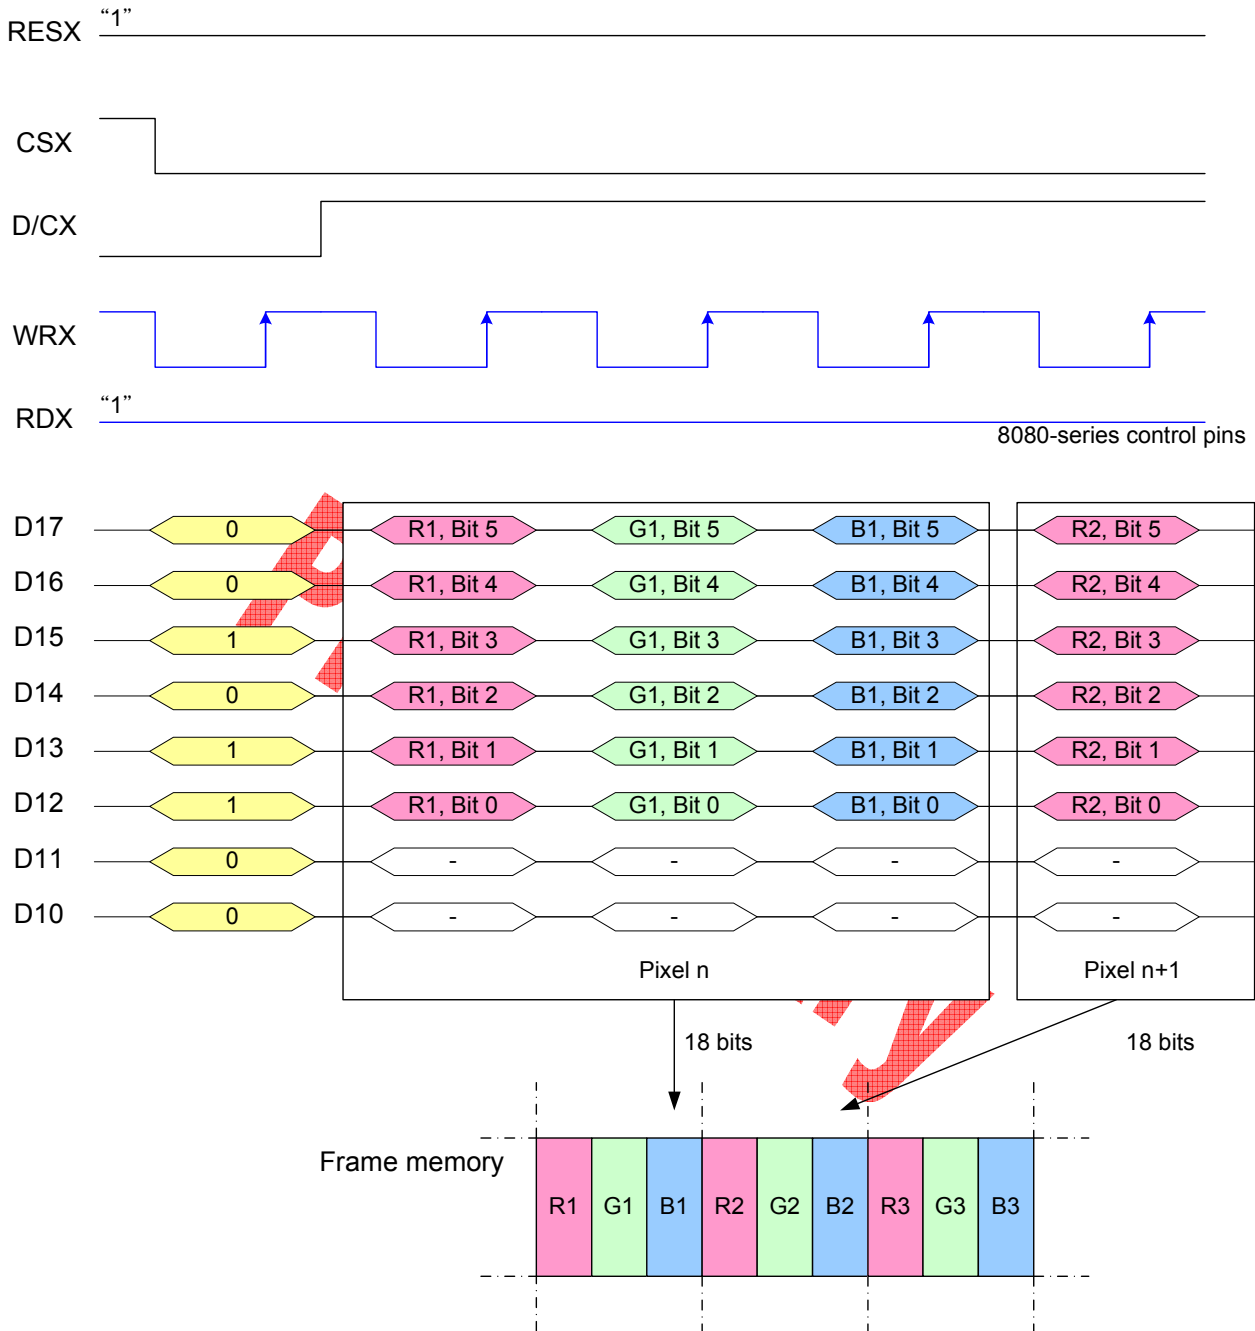 RESX “1”
CSX
D/CX
WRX
RDX “1”
8080-series control pins
D17 0 R1, Bit 5 G1, Bit 5 B1, Bit 5 R2, Bit 5
D16 0 R1, Bit 4 G1, Bit 4 B1, Bit 4 R2, Bit 4
D15 1 R1, Bit 3 G1, Bit 3 B1, Bit 3 R2, Bit 3
D14 0 R1, Bit 2 G1, Bit 2 B1, Bit 2 R2, Bit 2
D13 1 R1, Bit 1 G1, Bit 1 B1, Bit 1 R2, Bit 1
D12 1 R1, Bit 0 G1, Bit 0 B1, Bit 0 R2, Bit 0
D11 0 - - - -
D10 0 - - - -
Pixel n Pixel n+1
18 bits 18 bits
Frame memory
R1 G1 B1 R2 G2 B2 R3 G3 B3